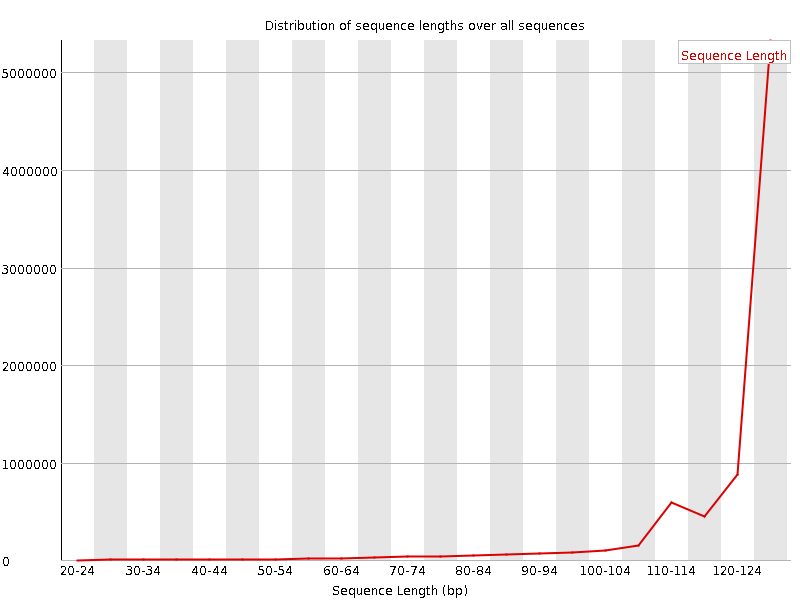 Distribution of sequence lengths over all sequences
Sequence Length
5000000
4000000
3000000
2000000
1000000
0
20-24 30-34 40-44 50-54 60-64 70-74 80-84 90-94 100-104 110-114 120-124
Sequence Length (bp)